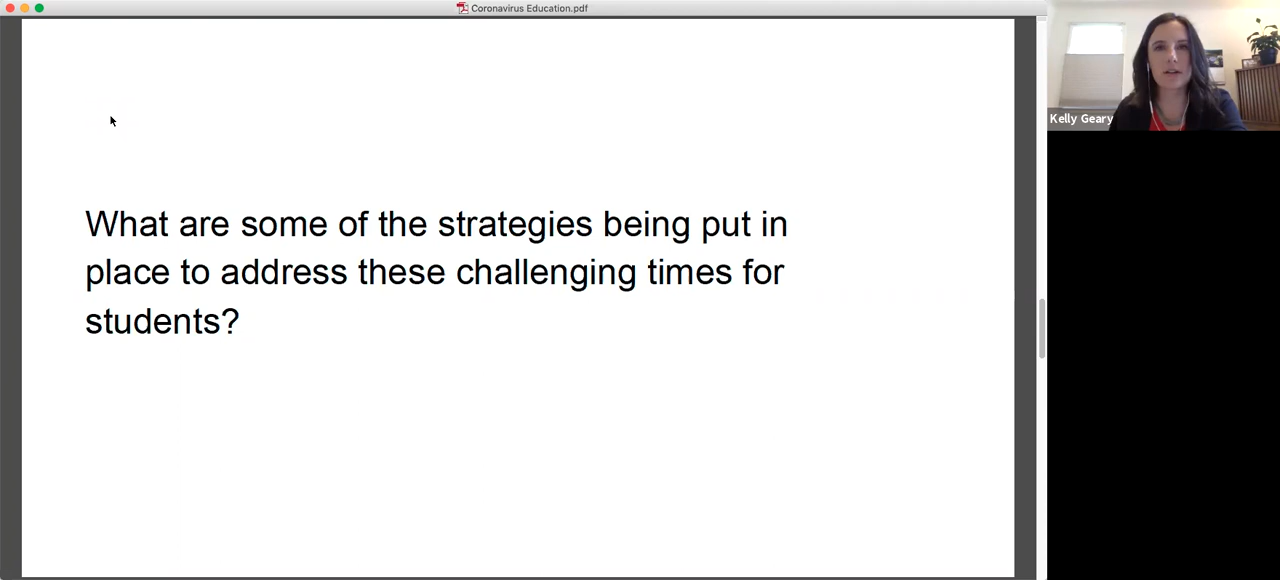 Coronavirus Education.pdf
Kelly Geary
What are some of the strategies being put in
place to address these challenging times for
students?